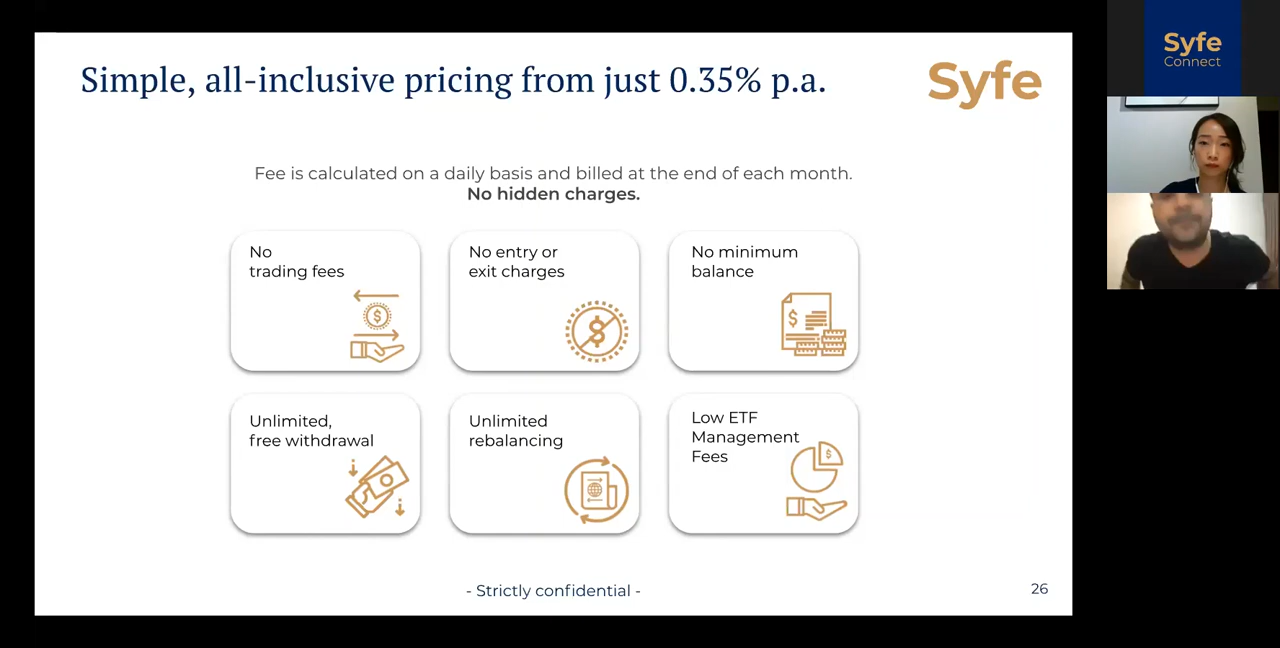 Simple, all-inclusive pricing from just 0.35% p.a.
Syfe
Syfe
Connect
Fee is calculated on a daily basis and billed at the end of each month.
No hidden charges.
No
trading fees
No entry or
exit charges
No minimum
balance
Unlimited,
free withdrawal
Unlimited
rebalancing
Low ETF
Management
Fees
- Strictly confidential -
26